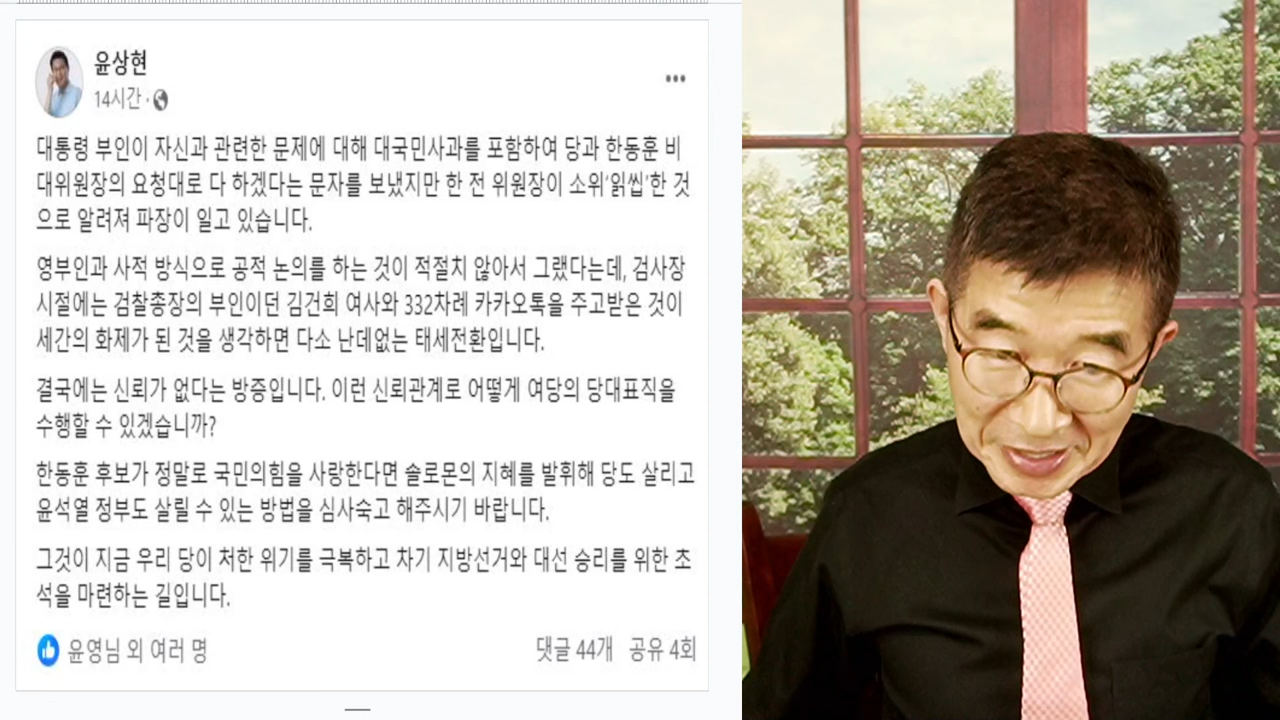 윤상현
14시간 ·
대통령 부인이 자신과 관련한 문제에 대해 대국민사과를 포함하여 당과 한동훈 비
대위원장의 요청대로 다 하겠다는 문자를 보냈지만 한 전 위원장이 소위'읽씹'한 것
으로 알려져 파장이 일고 있습니다.
영부인과 사적 방식으로 공적 논의를 하는 것이 적절치 않아서 그랬다는데, 검사장
시절에는 검찰총장의 부인이던 김건희 여사와 332차례 카카오톡을 주고받은 것이
세간의 화제가 된 것을 생각하면 다소 난데없는 태세전환입니다.
결국에는 신뢰가 없다는 방증입니다. 이런 신뢰관계로 어떻게 여당의 당대표직을
수행할 수 있겠습니까?
한동훈 후보가 정말로 국민의힘을 사랑한다면 솔로몬의 지혜를 발휘해 당도 살리고
윤석열 정부도 살릴 수 있는 방법을 심사숙고 해주시기 바랍니다.
그것이 지금 우리 당이 처한 위기를 극복하고 차기 지방선거와 대선 승리를 위한 초
석을 마련하는 길입니다.
윤영님 외 여러 명
댓글 44개 공유 4회